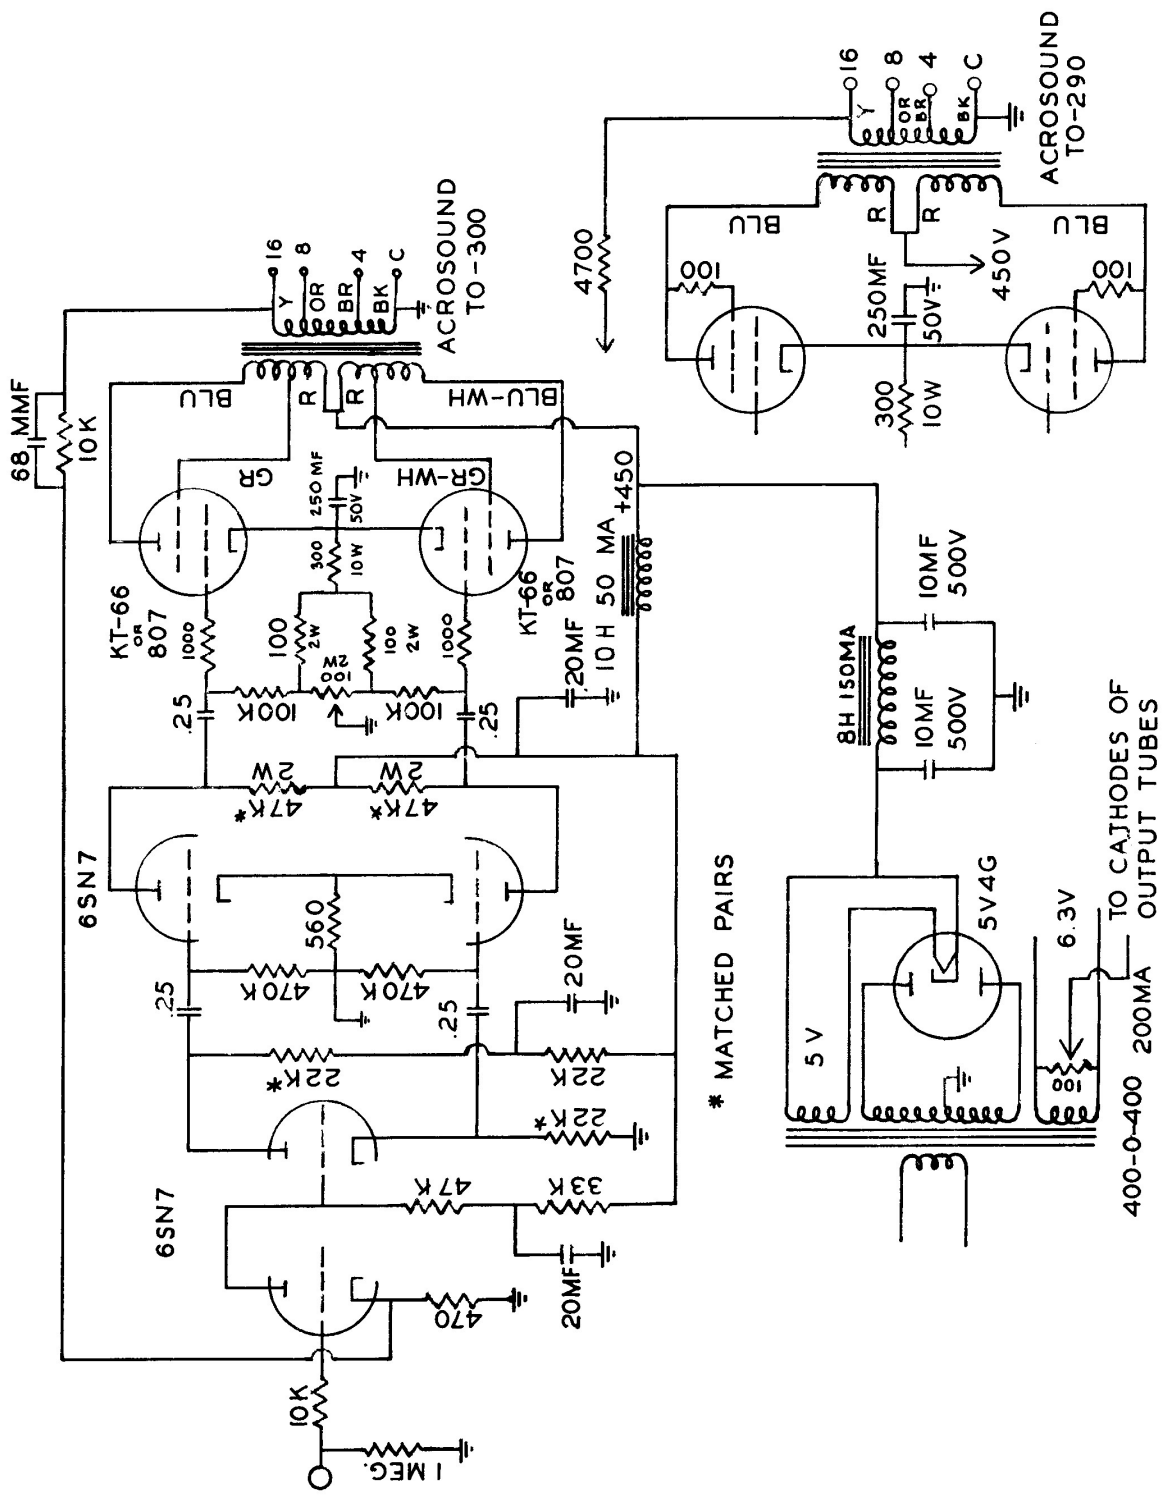 68 MMF
10K
16
8
4
C
Y
OR
BR
BK
ACROSOUND
TO-300
BLU
R
R
BLU-WH
GR
GR-WH
250MF
50V
300
10W
KT-66
OR
807
KT-66
OR
807
1000
1000
100
2W
100
2W
100
2W
100K
100K
.25
.25
47K*
2W
47K*
2W
6SN7
560
470K
470K
.25
.25
20MF
22K*
22K
22K*
6SN7
47K
33K
20MF
470
10K
1 MEG.
20MF
10H 50 MA
+450
4700
16
8
4
C
Y
OR
BR
BK
ACROSOUND
TO-290
BLU
R
R
BLU
100
100
250MF
50V
450V
300
10W
* MATCHED PAIRS
8H 150MA
10MF
500V
10MF
500V
5V4G
5V
6.3V
100
TO CATHODES OF
OUTPUT TUBES
400-0-400 200MA